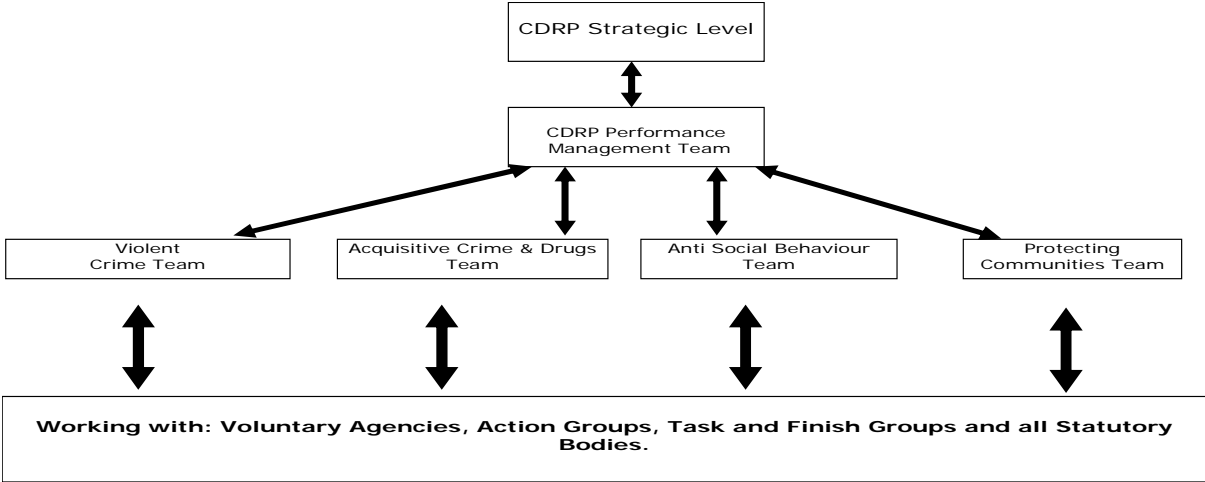 CDRP Strategic Level
CDRP Performance
Management Team
Violent
Crime Team
Acquisitive Crime & Drugs
Team
Anti Social Behaviour
Team
Protecting
Communities Team
Working with: Voluntary Agencies, Action Groups, Task and Finish Groups and all Statutory
Bodies.